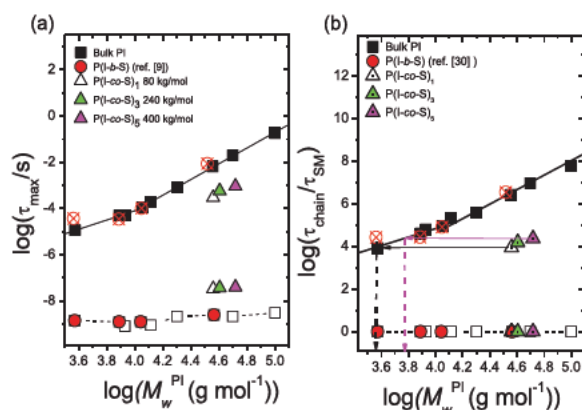 (a)
Bulk PI
P(I-b-S) (ref. [9])
P(I-co-S)₁ 80 kg/mol
P(I-co-S)₃ 240 kg/mol
P(I-co-S)₅ 400 kg/mol
log(τmax/s)
0
-2
-4
-6
-8
3.6 3.8 4.0 4.2 4.4 4.6 4.8 5.0
log(Mw^PI (g mol⁻¹))
(b)
Bulk PI
P(I-b-S) (ref. [30] )
P(I-co-S)₁
P(I-co-S)₃
P(I-co-S)₅
log(τchain/τSM)
12
10
8
6
4
2
0
3.6 3.8 4.0 4.2 4.4 4.6 4.8 5.0
log(Mw^PI (g mol⁻¹))